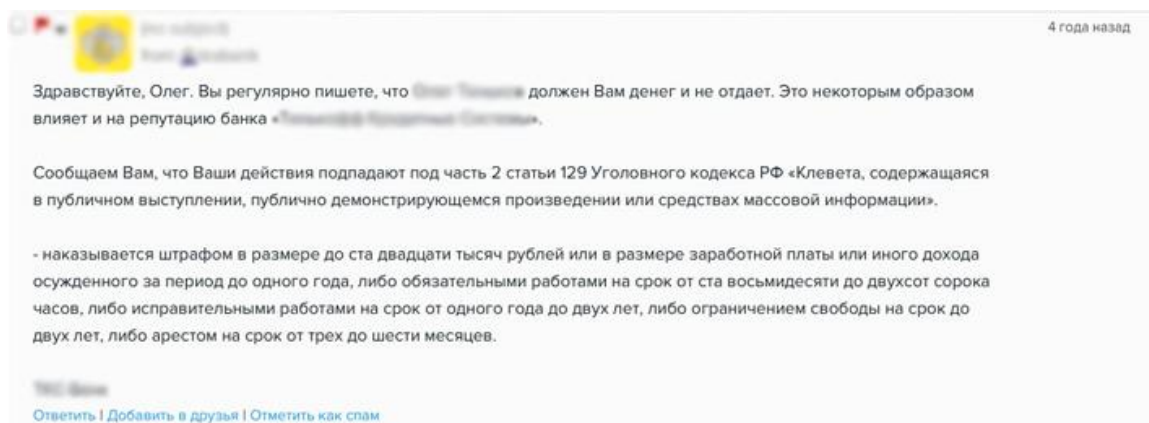 4 года назад
Здравствуйте, Олег. Вы регулярно пишете, что должен Вам денег и не отдает. Это некоторым образом
влияет и на репутацию банка « ».
Сообщаем Вам, что Ваши действия подпадают под часть 2 статьи 129 Уголовного кодекса РФ «Клевета, содержащаяся
в публичном выступлении, публично демонстрирующемся произведении или средствах массовой информации».
- наказывается штрафом в размере до ста двадцати тысяч рублей или в размере заработной платы или иного дохода
осужденного за период до одного года, либо обязательными работами на срок от ста восьмидесяти до двухсот сорока
часов, либо исправительными работами на срок от одного года до двух лет, либо ограничением свободы на срок до
двух лет, либо арестом на срок от трех до шести месяцев.
Ответить | Добавить в друзья | Отметить как спам